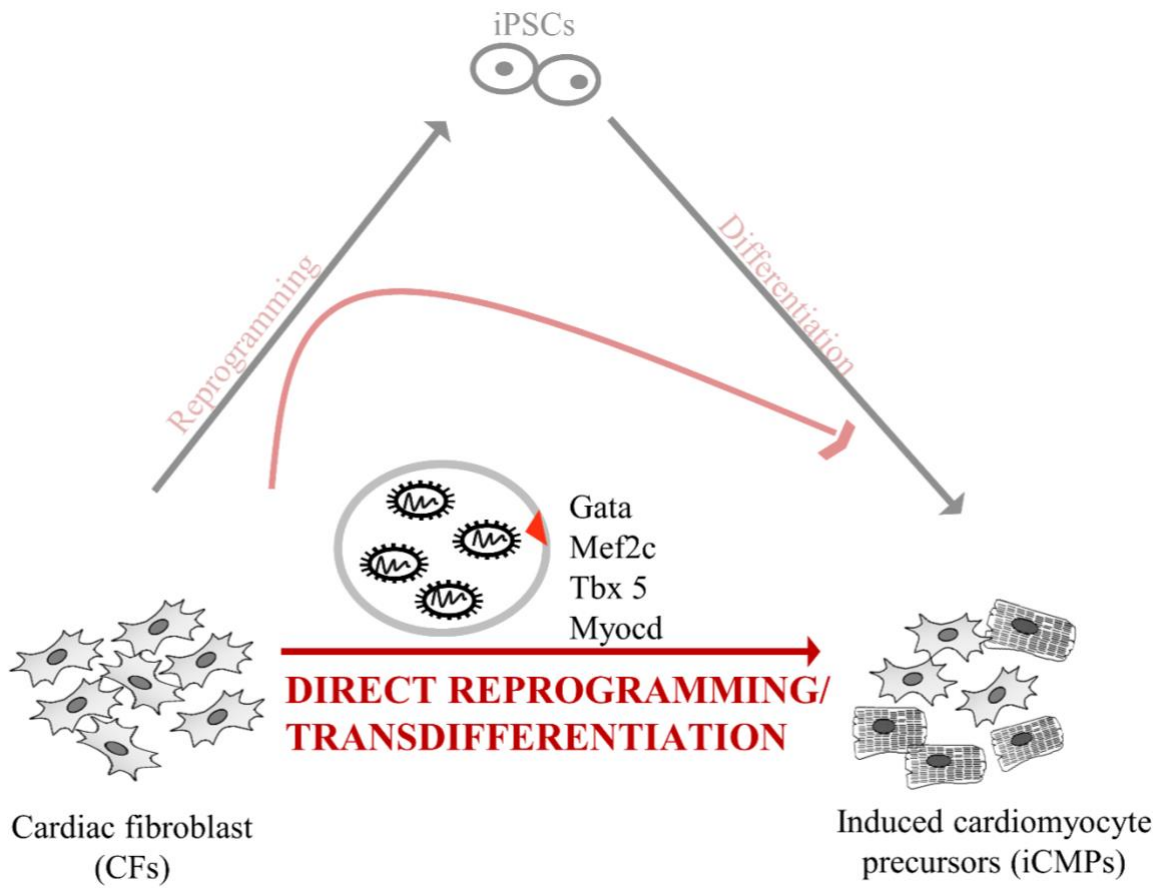 iPSCs
Reprogramming
Differentiation
Gata
Mef2c
Tbx 5
Myocd
DIRECT REPROGRAMMING/
TRANSDIFFERENTIATION
Cardiac fibroblast
(CFs)
Induced cardiomyocyte
precursors (iCMPs)